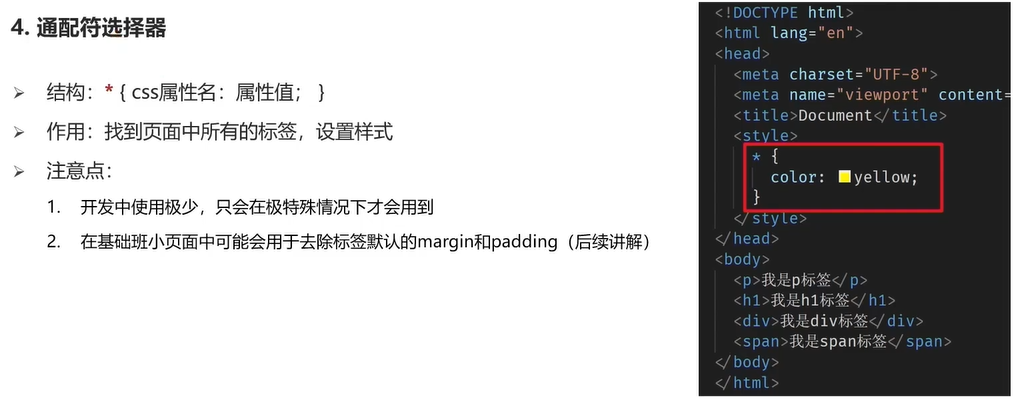 4. 通配符选择器
结构：* { css属性名：属性值； }
作用：找到页面中所有的标签，设置样式
注意点：
1. 开发中使用极少，只会在极特殊情况下才会用到
2. 在基础班小页面中可能会用于去除标签默认的margin和padding（后续讲解）
<!DOCTYPE html>
<html lang="en">
<head>
<meta charset="UTF-8">
<meta name="viewport" content=
<title>Document</title>
<style>
* {
color: yellow;
}
</style>
</head>
<body>
<p>我是p标签</p>
<h1>我是h1标签</h1>
<div>我是div标签</div>
<span>我是span标签</span>
</body>
</html>